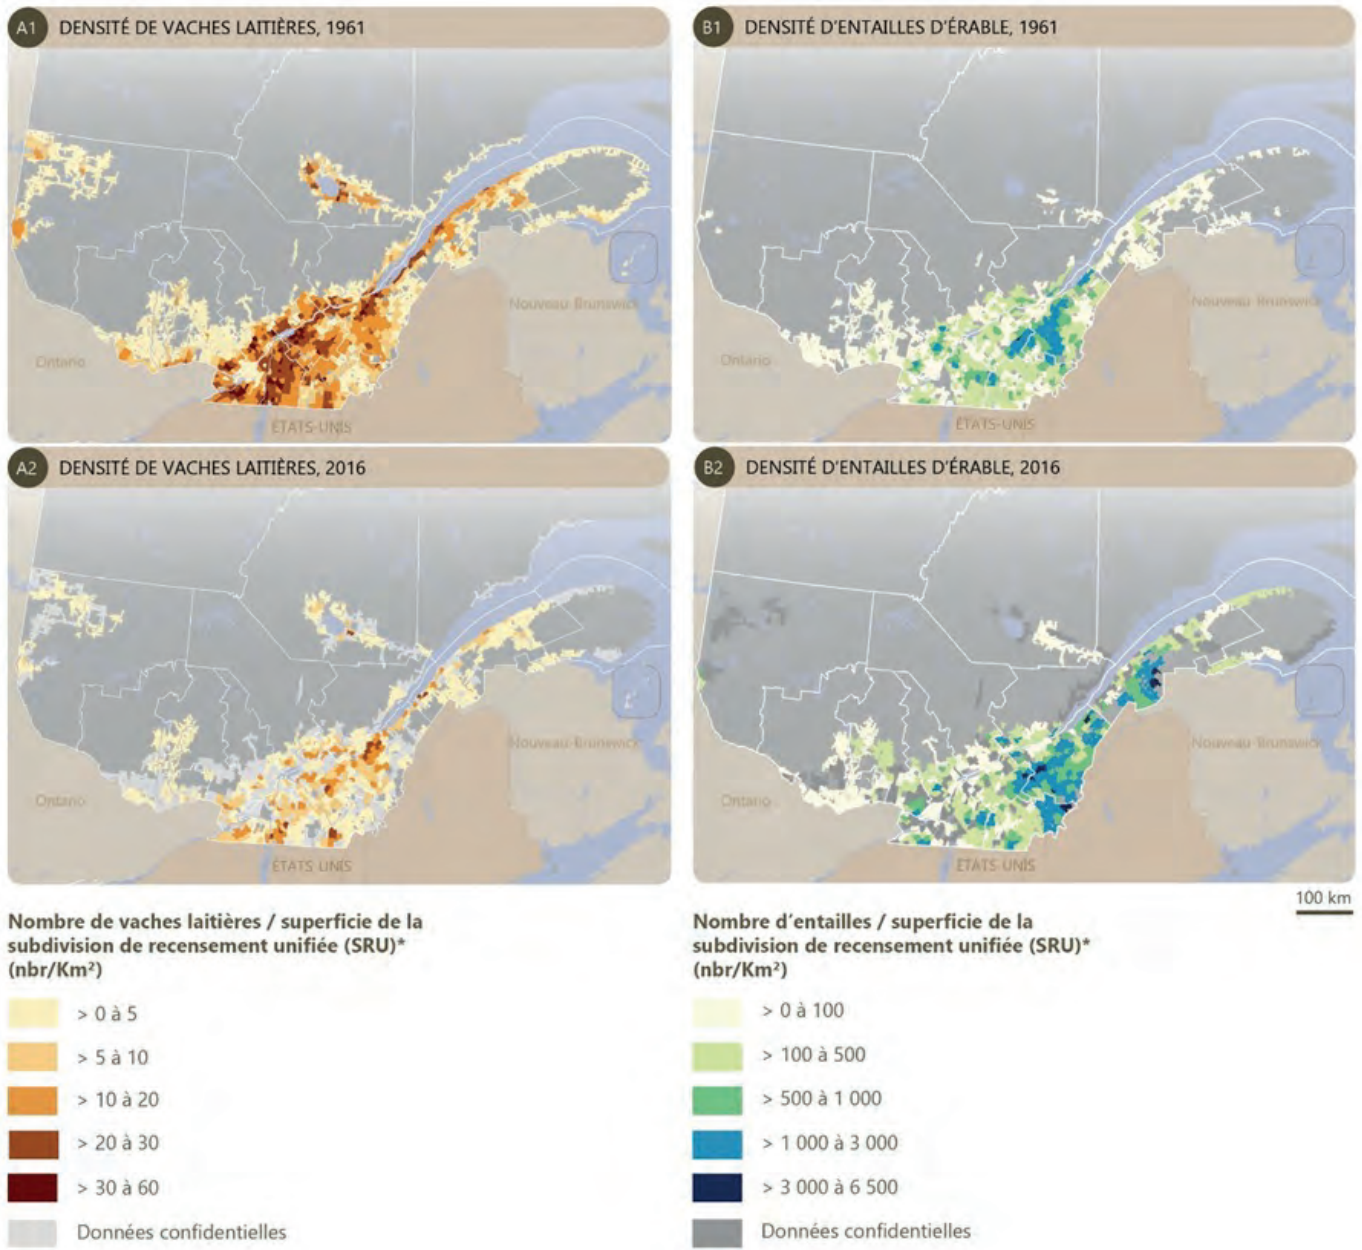 A1 DENSITÉ DE VACHES LAITIÈRES, 1961
Nouveau-Brunswick
Ontario
ÉTATS-UNIS
B1 DENSITÉ D'ENTAILLES D'ÉRABLE, 1961
Nouveau-Brunswick
Ontario
ÉTATS-UNIS
A2 DENSITÉ DE VACHES LAITIÈRES, 2016
Nouveau-Brunswick
Ontario
ÉTATS-UNIS
B2 DENSITÉ D'ENTAILLES D'ÉRABLE, 2016
Nouveau-Brunswick
Ontario
ÉTATS-UNIS
100 km
Nombre de vaches laitières / superficie de la
subdivision de recensement unifiée (SRU)*
(nbr/Km²)
> 0 à 5
> 5 à 10
> 10 à 20
> 20 à 30
> 30 à 60
Données confidentielles
Nombre d'entailles / superficie de la
subdivision de recensement unifiée (SRU)*
(nbr/Km²)
> 0 à 100
> 100 à 500
> 500 à 1 000
> 1 000 à 3 000
> 3 000 à 6 500
Données confidentielles